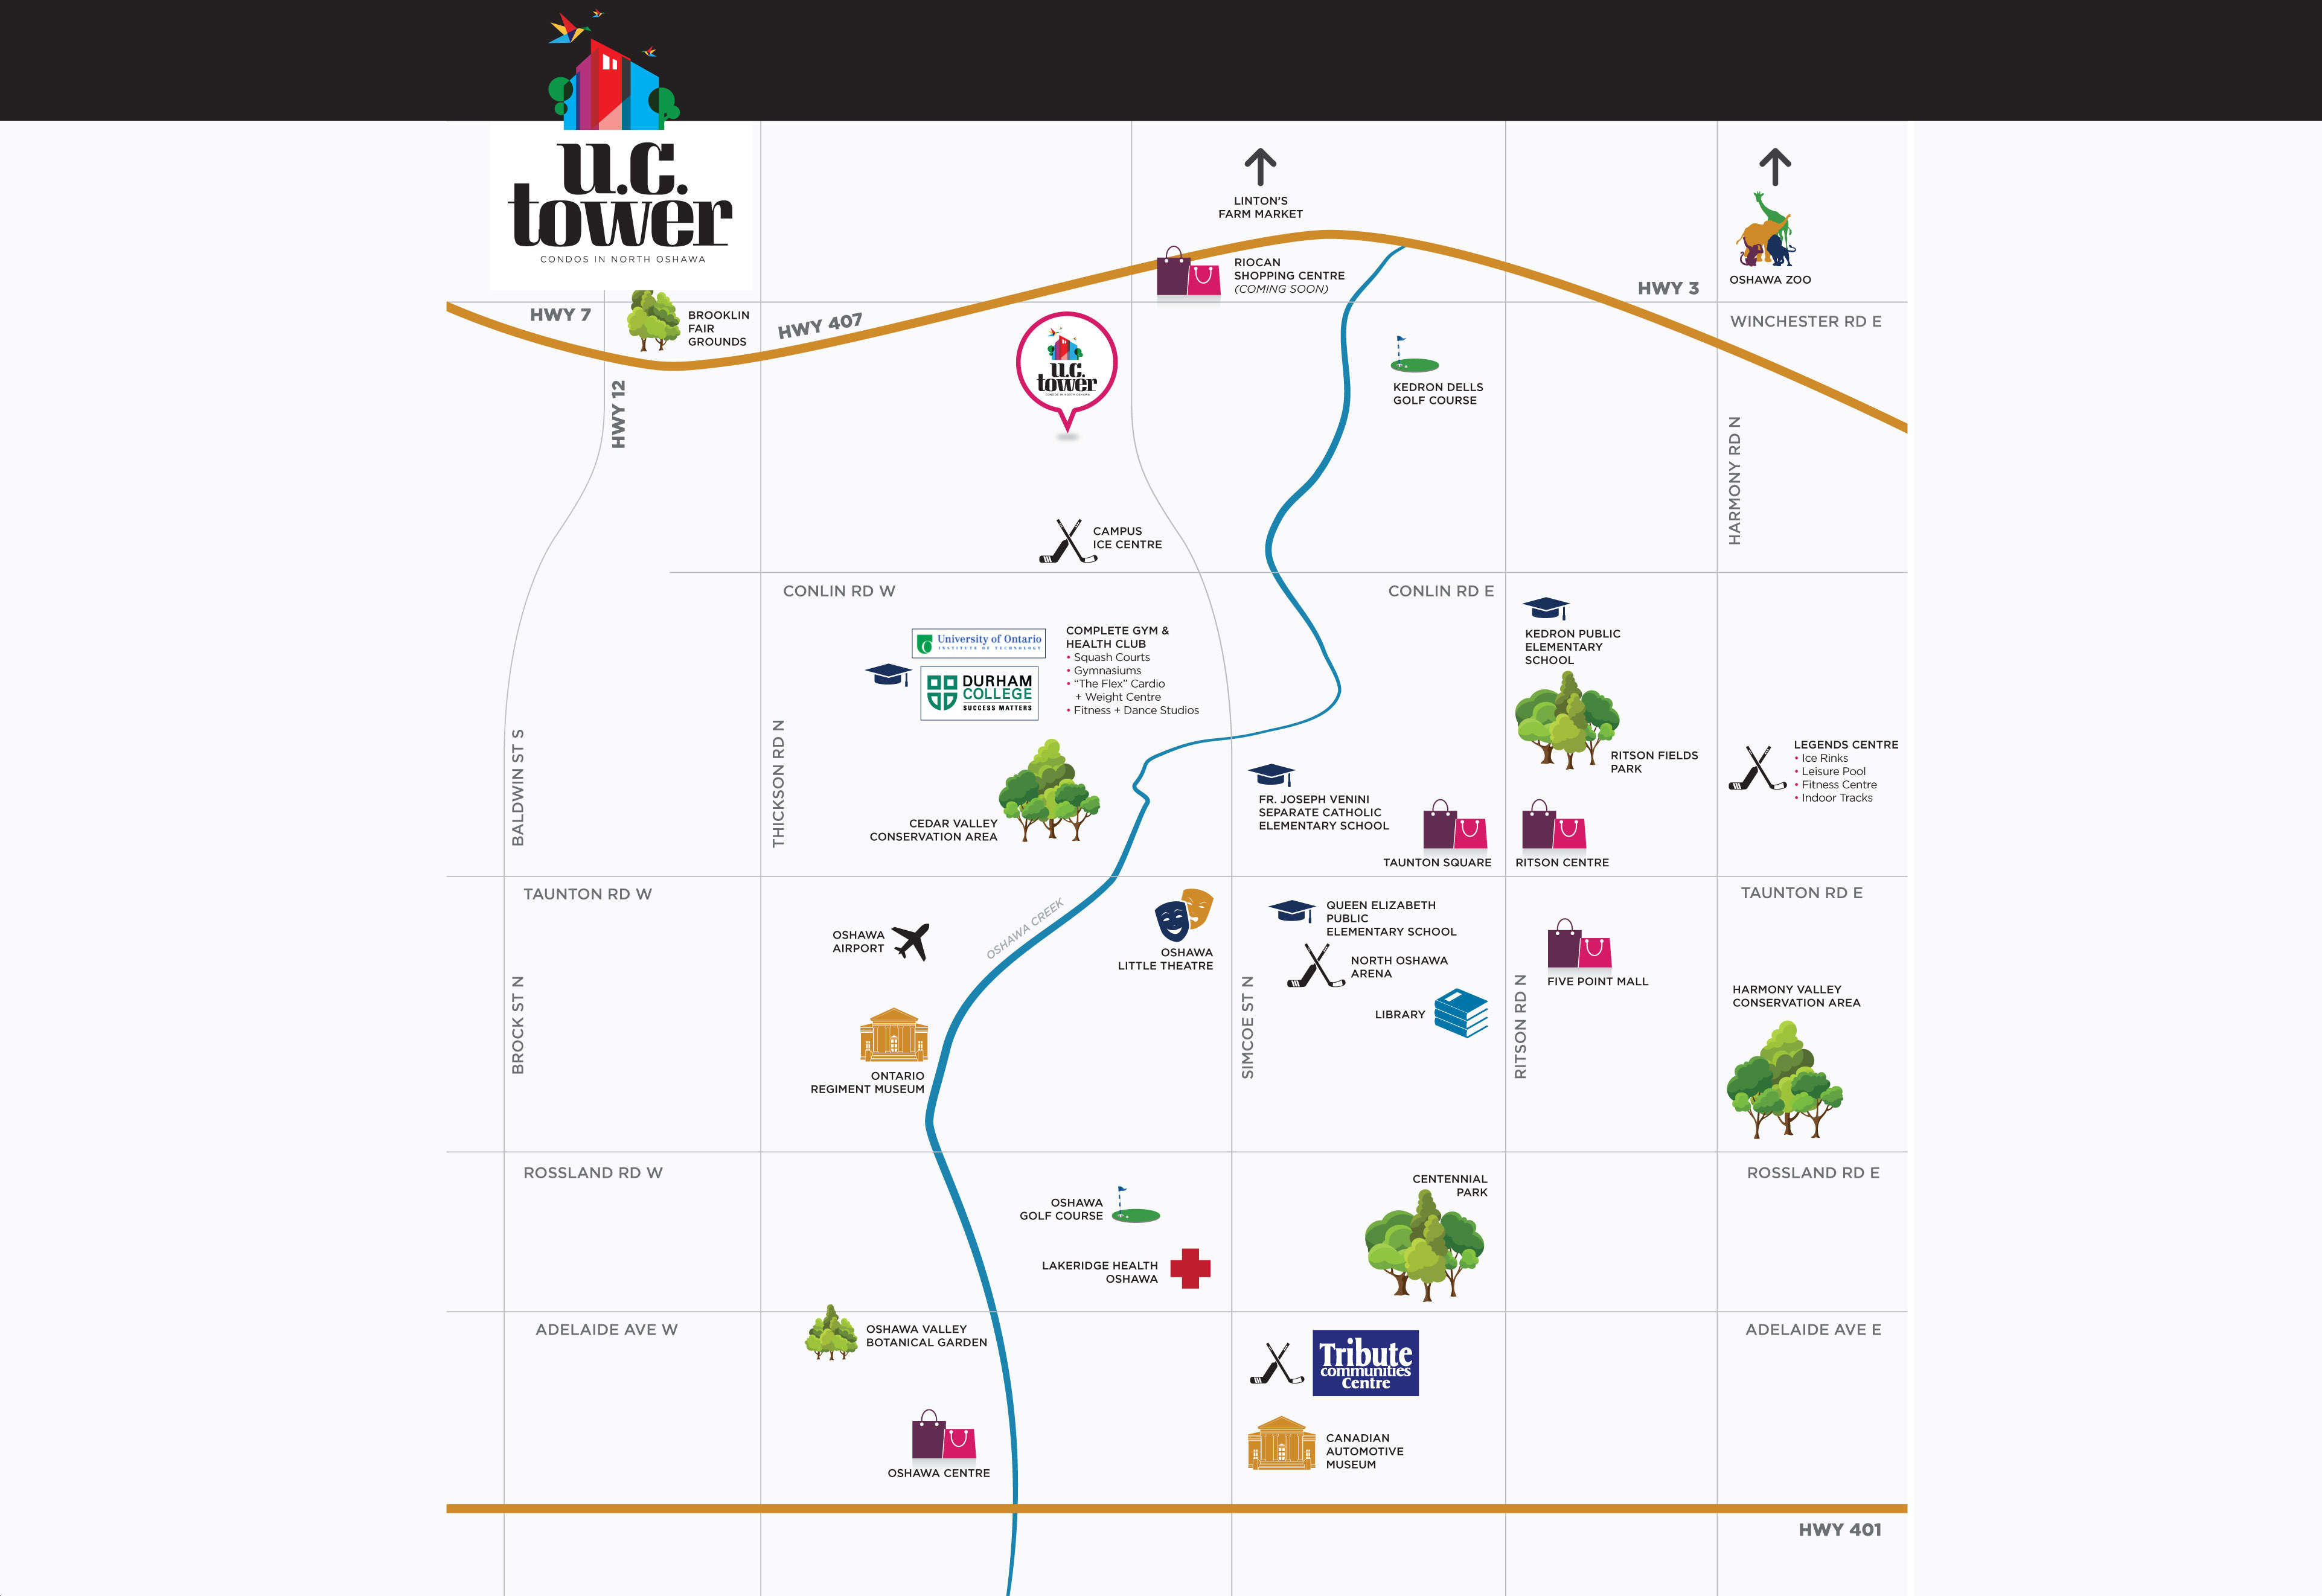 u.c.
tower
CONDOS IN NORTH OSHAWA
LINTON'S
FARM MARKET
RIOCAN
SHOPPING CENTRE
(COMING SOON)
OSHAWA ZOO
HWY 3
WINCHESTER RD E
HWY 7
BROOKLIN
FAIR
GROUNDS
HWY 407
HWY 12
u.c.
tower
CONDOS IN NORTH OSHAWA
KEDRON DELLS
GOLF COURSE
HARMONY RD N
CAMPUS
ICE CENTRE
CONLIN RD W
CONLIN RD E
University of Ontario
INSTITUTE OF TECHNOLOGY
DURHAM
COLLEGE
SUCCESS MATTERS
COMPLETE GYM &
HEALTH CLUB
• Squash Courts
• Gymnasiums
• “The Flex” Cardio
+ Weight Centre
• Fitness + Dance Studios
KEDRON PUBLIC
ELEMENTARY
SCHOOL
RITSON FIELDS
PARK
LEGENDS CENTRE
• Ice Rinks
• Leisure Pool
• Fitness Centre
• Indoor Tracks
BALDWIN ST S
THICKSON RD N
CEDAR VALLEY
CONSERVATION AREA
FR. JOSEPH VENINI
SEPARATE CATHOLIC
ELEMENTARY SCHOOL
TAUNTON SQUARE
RITSON CENTRE
TAUNTON RD W
TAUNTON RD E
OSHAWA
AIRPORT
OSHAWA CREEK
OSHAWA
LITTLE THEATRE
QUEEN ELIZABETH
PUBLIC
ELEMENTARY SCHOOL
NORTH OSHAWA
ARENA
LIBRARY
FIVE POINT MALL
HARMONY VALLEY
CONSERVATION AREA
BROCK ST N
SIMCOE ST N
RITSON RD N
ONTARIO
REGIMENT MUSEUM
ROSSLAND RD W
ROSSLAND RD E
OSHAWA
GOLF COURSE
CENTENNIAL
PARK
LAKERIDGE HEALTH
OSHAWA
ADELAIDE AVE W
ADELAIDE AVE E
OSHAWA VALLEY
BOTANICAL GARDEN
Tribute
communities
Centre
CANADIAN
AUTOMOTIVE
MUSEUM
OSHAWA CENTRE
HWY 401